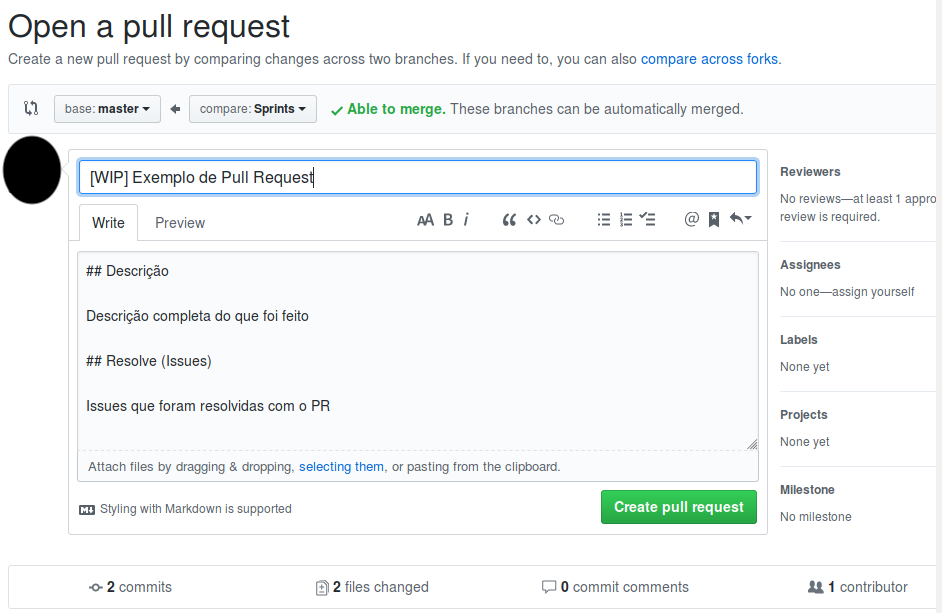 Open a pull request
Create a new pull request by comparing changes across two branches. If you need to, you can also compare across forks.
base: master compare: Sprints Able to merge. These branches can be automatically merged.
[WIP] Exemplo de Pull Request
Write Preview AA B i @
## Descrição
Descrição completa do que foi feito
## Resolve (Issues)
Issues que foram resolvidas com o PR
Attach files by dragging & dropping, selecting them, or pasting from the clipboard.
Styling with Markdown is supported
Create pull request
Reviewers
No reviews—at least 1 appro
review is required.
Assignees
No one—assign yourself
Labels
None yet
Projects
None yet
Milestone
No milestone
2 commits 2 files changed 0 commit comments 1 contributor